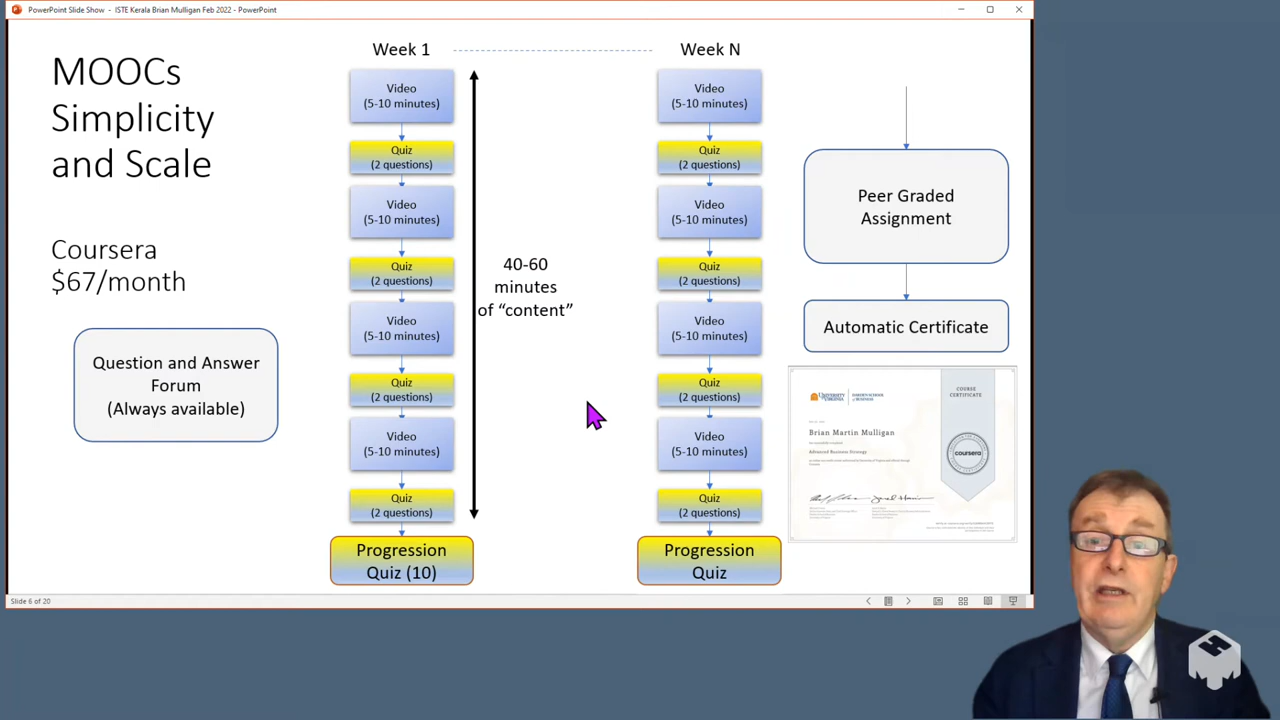 PowerPoint Slide Show - ISTE Kerala Brian Mulligan Feb 2022 - PowerPoint
MOOCs
Simplicity
and Scale
Coursera
$67/month
Question and Answer
Forum
(Always available)
Week 1
Video
(5-10 minutes)
Quiz
(2 questions)
Video
(5-10 minutes)
Quiz
(2 questions)
Video
(5-10 minutes)
Quiz
(2 questions)
Video
(5-10 minutes)
Quiz
(2 questions)
Progression
Quiz (10)
40-60
minutes
of “content”
Week N
Video
(5-10 minutes)
Quiz
(2 questions)
Video
(5-10 minutes)
Quiz
(2 questions)
Video
(5-10 minutes)
Quiz
(2 questions)
Video
(5-10 minutes)
Quiz
(2 questions)
Progression
Quiz
Peer Graded
Assignment
Automatic Certificate
UNIVERSITY
VIRGINIA
COURSE
CERTIFICATE
Brian Martin Mulligan
Advanced Business Strategy
coursera
Slide 6 of 20